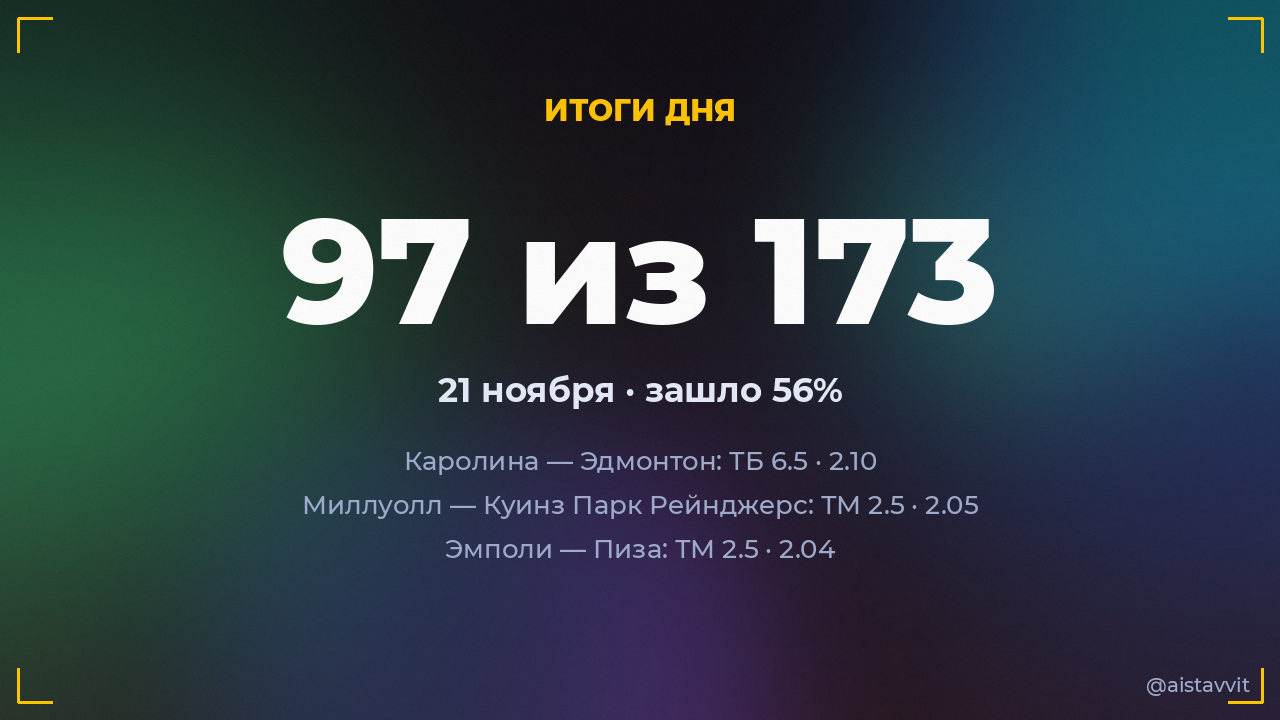 ИТОГИ ДНЯ
97 из 173
21 ноября · зашло 56%
Каролина — Эдмонтон: ТБ 6.5 · 2.10
Миллуолл — Куинз Парк Рейнджерс: ТМ 2.5 · 2.05
Эмполи — Пиза: ТМ 2.5 · 2.04
@aistavvit